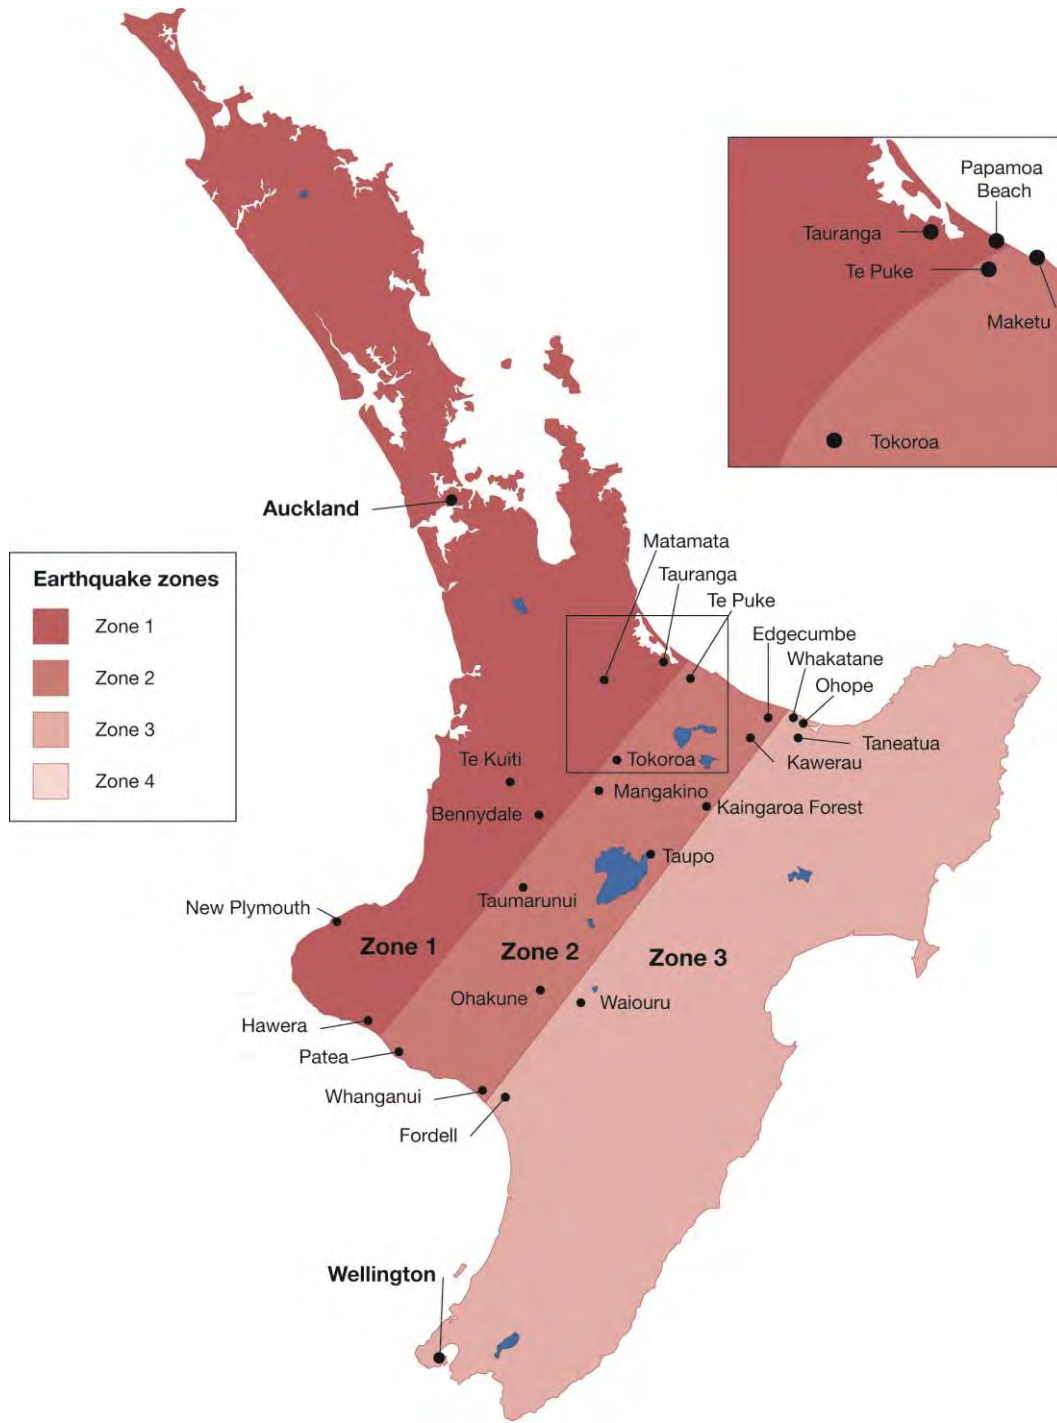 Papamoa
Beach
Tauranga
Te Puke
Maketu
Tokoroa
Auckland
Matamata
Tauranga
Te Puke
Edgecumbe
Whakatane
Ohope
Taneatua
Kawerau
Earthquake zones
Zone 1
Zone 2
Zone 3
Zone 4
Te Kuiti
Tokoroa
Mangakino
Bennydale
Kaingaroa Forest
Taupo
Taumarunui
New Plymouth
Zone 1
Zone 2
Zone 3
Ohakune
Waiouru
Hawera
Patea
Whanganui
Fordell
Wellington